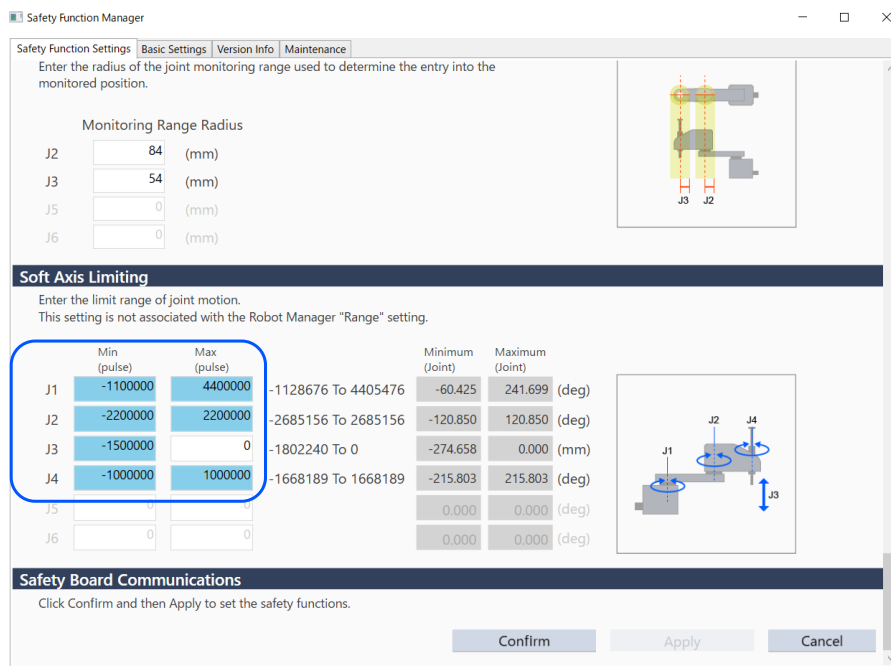 Safety Function Manager
Safety Function Settings Basic Settings Version Info Maintenance
Enter the radius of the joint monitoring range used to determine the entry into the
monitored position.
Monitoring Range Radius
J2 84 (mm)
J3 54 (mm)
J5 0 (mm)
J6 0 (mm)
J3 J2
Soft Axis Limiting
Enter the limit range of joint motion.
This setting is not associated with the Robot Manager "Range" setting.
Min Max Minimum Maximum
(pulse) (pulse) (Joint) (Joint)
J1 -1100000 4400000 -1128676 To 4405476 -60.425 241.699 (deg)
J2 -2200000 2200000 -2685156 To 2685156 -120.850 120.850 (deg)
J3 -1500000 0 -1802240 To 0 -274.658 0.000 (mm)
J4 -1000000 1000000 -1668189 To 1668189 -215.803 215.803 (deg)
J5 0 0 0.000 0.000 (deg)
J6 0 0 0.000 0.000 (deg)
J2 J4
J1
J3
Safety Board Communications
Click Confirm and then Apply to set the safety functions.
Confirm Apply Cancel